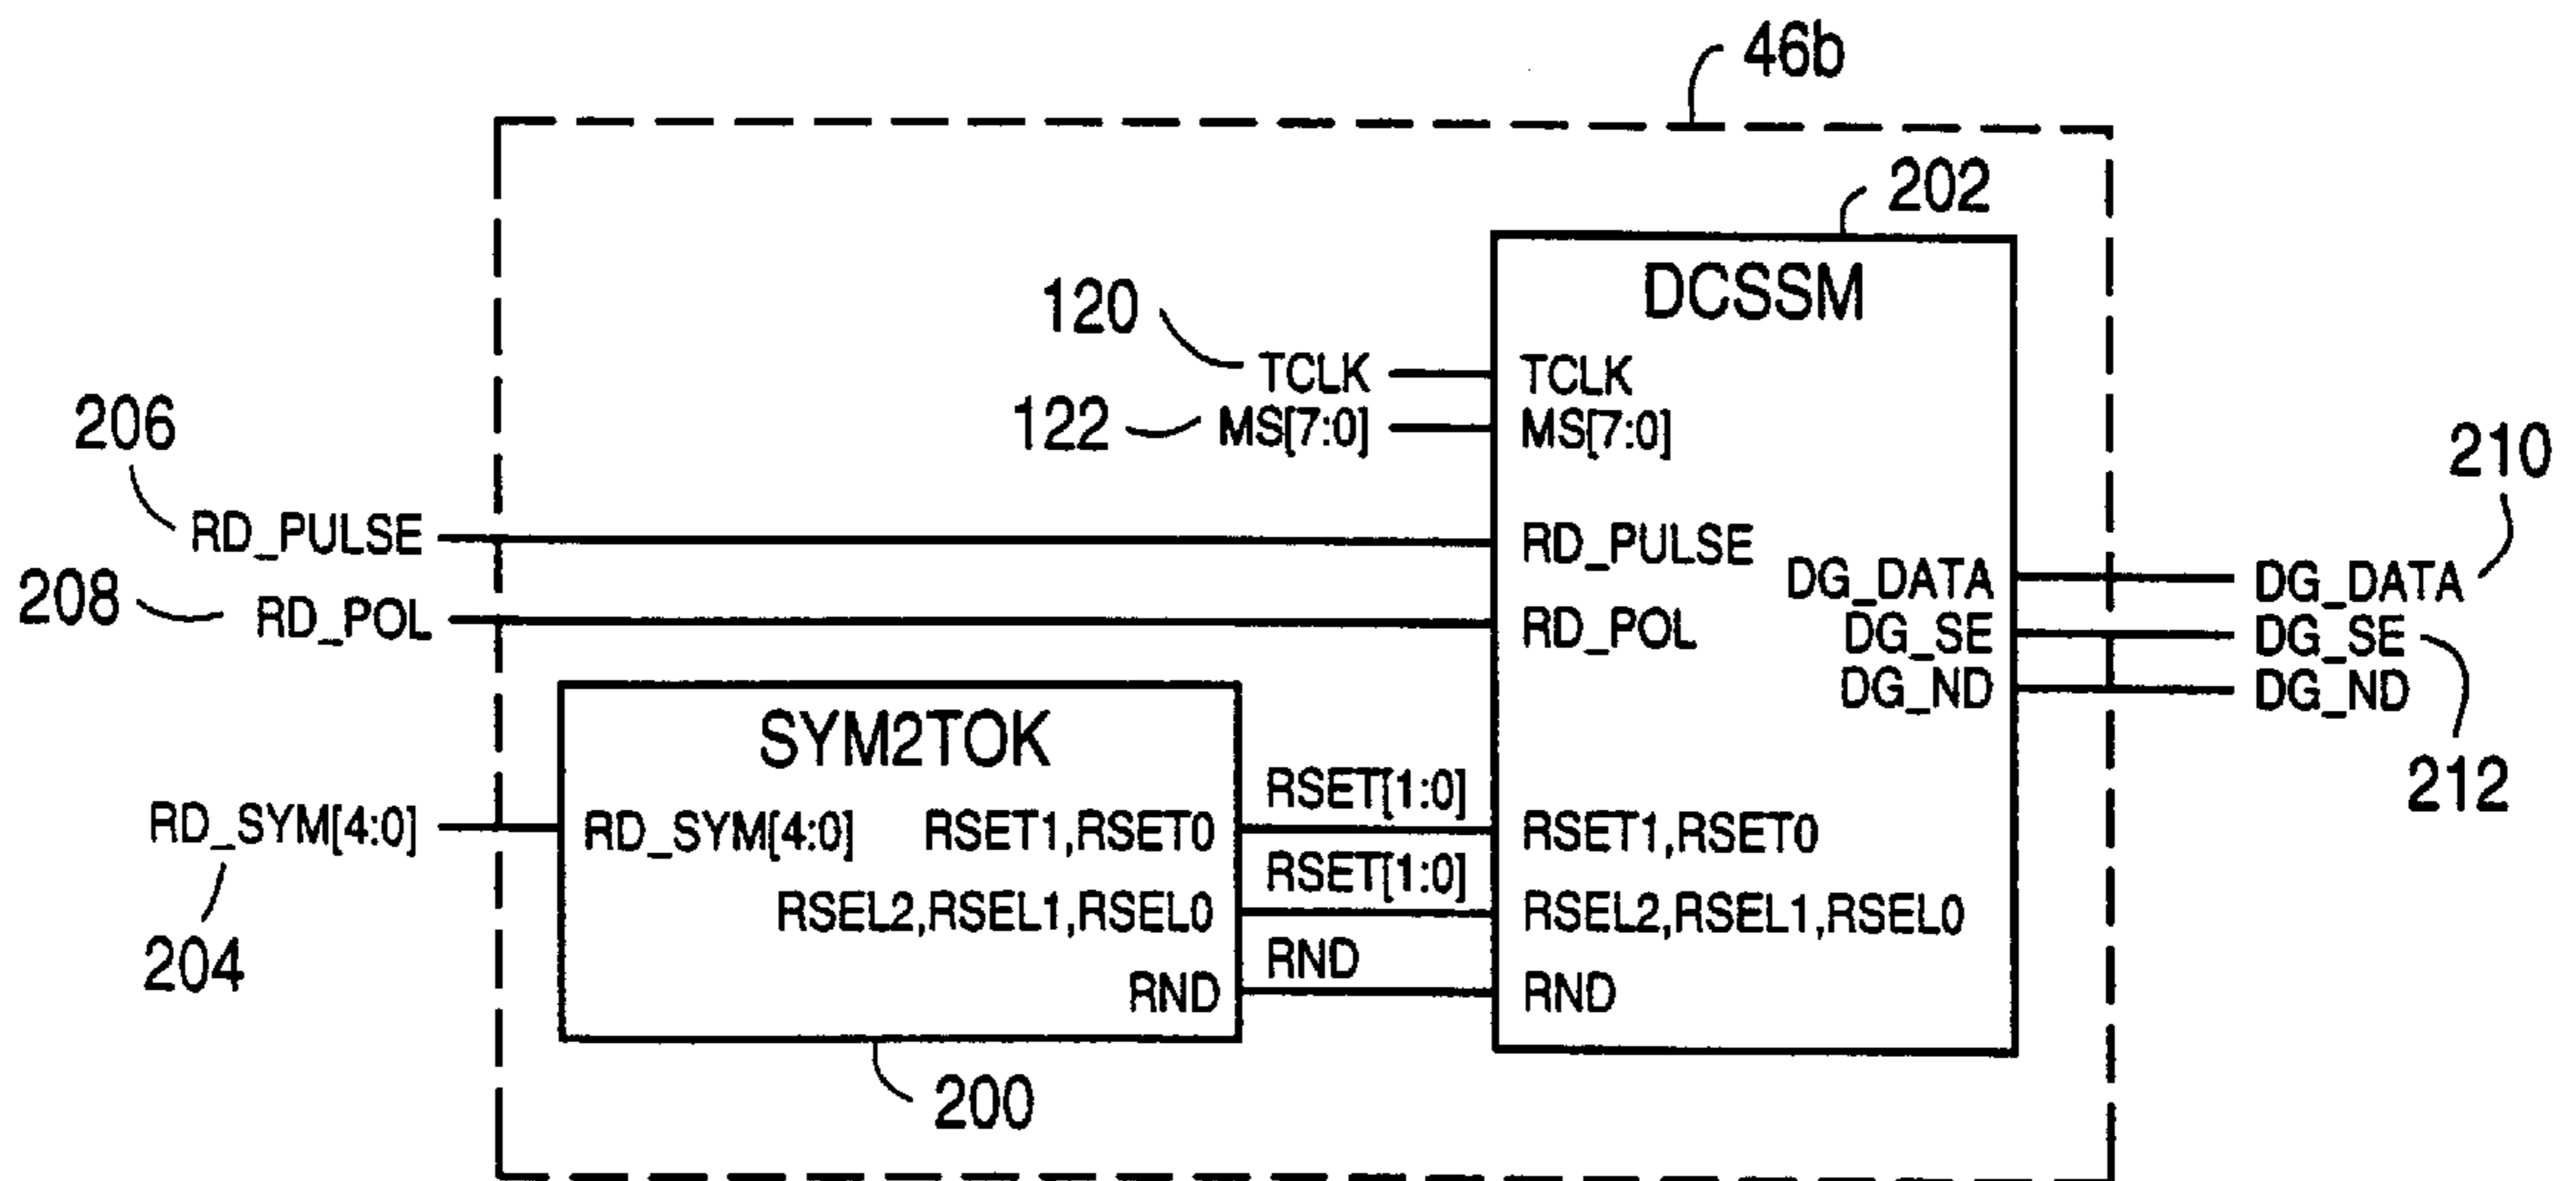 46b
202
DCSSM
120
TCLK
TCLK
122
MS[7:0]
MS[7:0]
206
RD_PULSE
RD_PULSE
208
RD_POL
RD_POL
DG_DATA
DG_SE
DG_ND
210
DG_DATA
DG_SE
DG_ND
212
SYM2TOK
RD_SYM[4:0]
204
RD_SYM[4:0]
RSET1,RSET0
RSEL2,RSEL1,RSEL0
RND
RSET[1:0]
RSET[1:0]
RND
RSET1,RSET0
RSEL2,RSEL1,RSEL0
RND
200